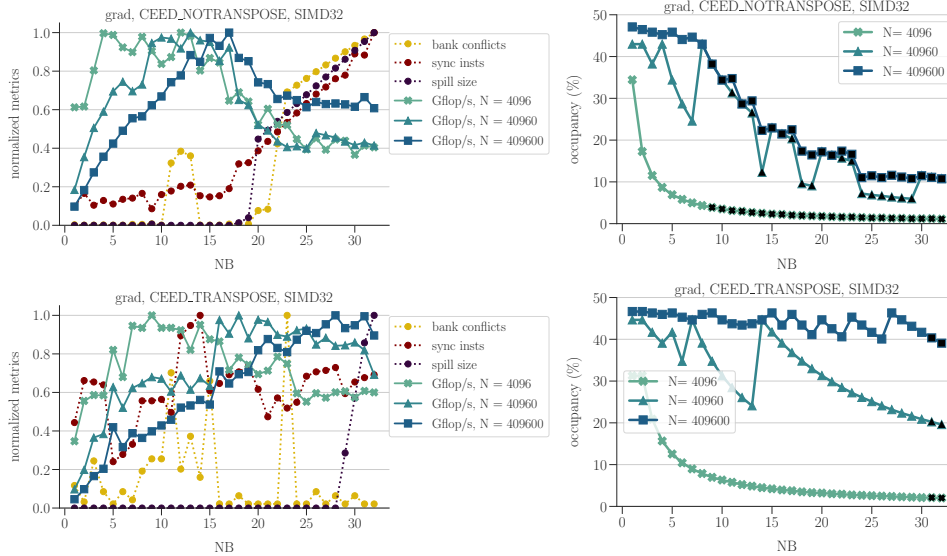 grad, CEED_NOTRANSPOSE, SIMD32
normalized metrics
1.0
0.8
0.6
0.4
0.2
0.0
0 5 10 15 20 25 30
NB
bank conflicts
sync insts
spill size
Gflop/s, N = 4096
Gflop/s, N = 40960
Gflop/s, N = 409600
grad, CEED_NOTRANSPOSE, SIMD32
occupancy (%)
50
40
30
20
10
0
0 5 10 15 20 25 30
NB
N= 4096
N= 40960
N= 409600
grad, CEED_TRANSPOSE, SIMD32
normalized metrics
1.0
0.8
0.6
0.4
0.2
0.0
0 5 10 15 20 25 30
NB
bank conflicts
sync insts
spill size
Gflop/s, N = 4096
Gflop/s, N = 40960
Gflop/s, N = 409600
grad, CEED_TRANSPOSE, SIMD32
occupancy (%)
50
40
30
20
10
0
0 5 10 15 20 25 30
NB
N= 4096
N= 40960
N= 409600